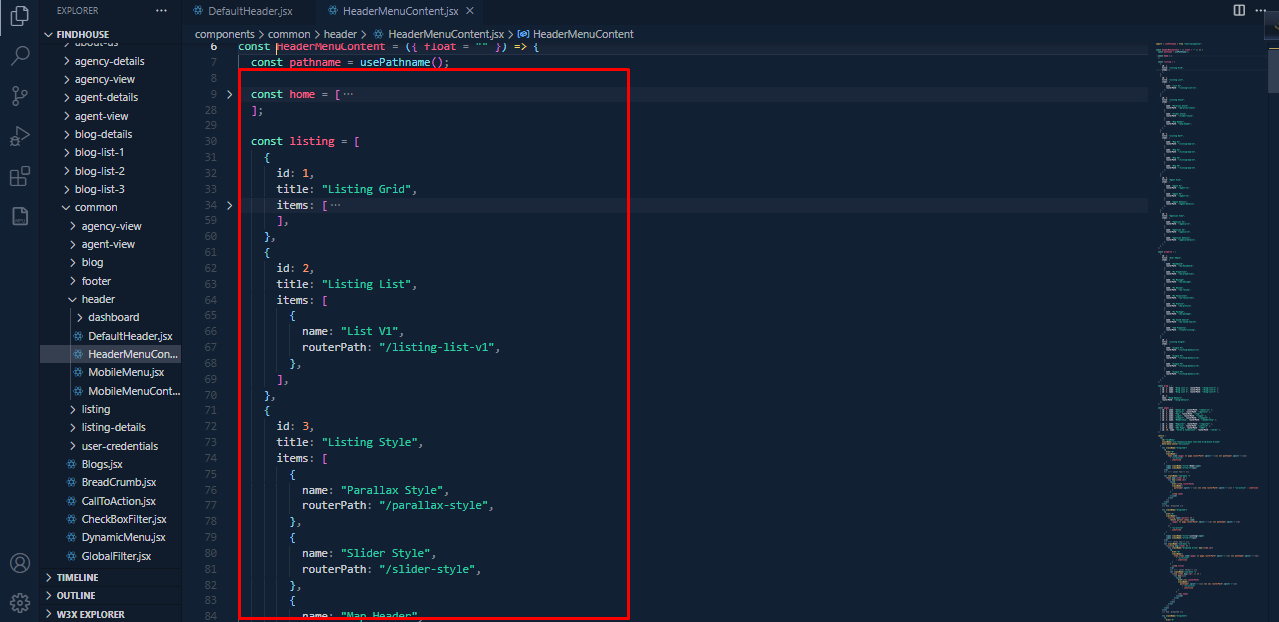 EXPLORER
FINDHOUSE
about-us
agency-details
agency-view
agent-details
agent-view
blog-details
blog-list-1
blog-list-2
blog-list-3
common
agency-view
agent-view
blog
footer
header
dashboard
DefaultHeader.jsx
HeaderMenuCon...
MobileMenu.jsx
MobileMenuCont...
listing
listing-details
user-credentials
Blogs.jsx
BreadCrumb.jsx
CallToAction.jsx
CheckBoxFilter.jsx
DynamicMenu.jsx
GlobalFilter.jsx
TIMELINE
OUTLINE
W3X EXPLORER
DefaultHeader.jsx
HeaderMenuContent.jsx
components > common > header > HeaderMenuContent.jsx > HeaderMenuContent
6 const HeaderMenuContent = ({ float = "" }) => {
7 const pathname = usePathname();
8
9 const home = [···
28 ];
29
30 const listing = [
31 {
32 id: 1,
33 title: "Listing Grid",
34 items: [···
59 ],
60 },
61 {
62 id: 2,
63 title: "Listing List",
64 items: [
65 {
66 name: "List V1",
67 routerPath: "/listing-list-v1",
68 },
69 ],
70 },
71 {
72 id: 3,
73 title: "Listing Style",
74 items: [
75 {
76 name: "Parallax Style",
77 routerPath: "/parallax-style",
78 },
79 {
80 name: "Slider Style",
81 routerPath: "/slider-style",
82 },
83 {
84 name: "Map Header",